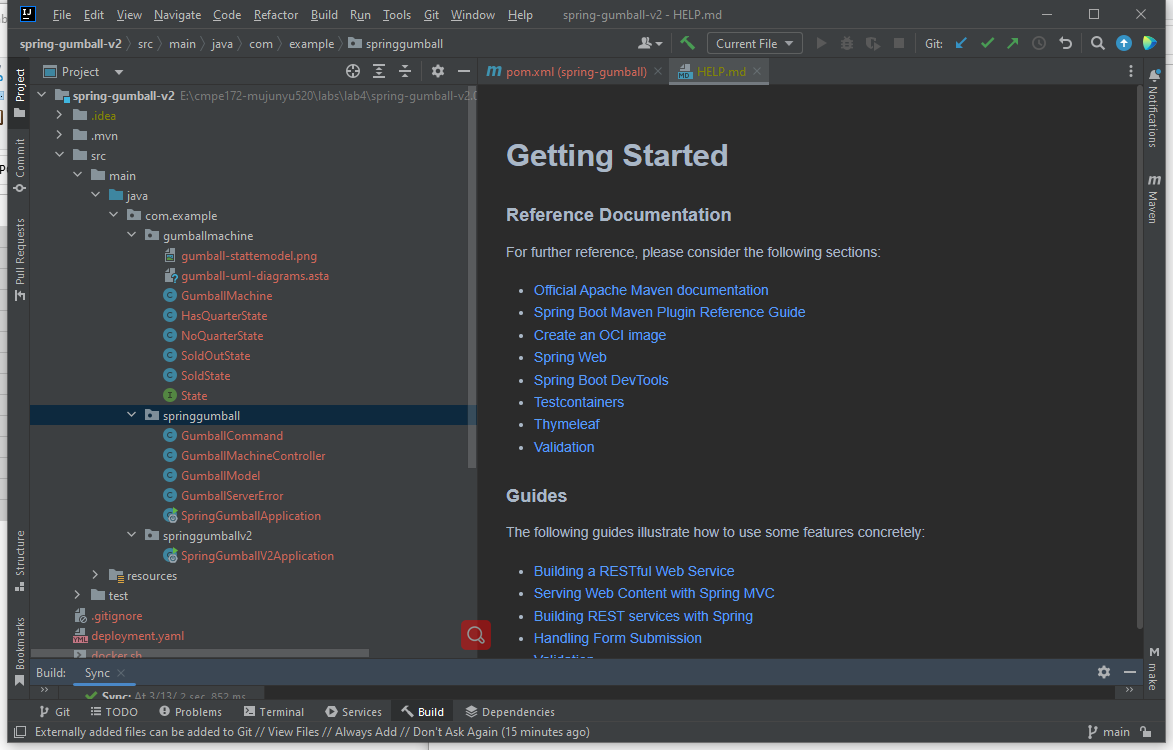 File Edit View Navigate Code Refactor Build Run Tools Git Window Help spring-gumball-v2 - HELP.md
spring-gumball-v2 src main java com example springgumball Current File Git:
Project pom.xml (spring-gumball) HELP.md
spring-gumball-v2 E:\cmpe172-mujunyu520\labs\lab4\spring-gumball-v2.0
.idea
.mvn
src
main
java
com.example
gumballmachine
gumball-stattemodel.png
gumball-uml-diagrams.asta
GumballMachine
HasQuarterState
NoQuarterState
SoldOutState
SoldState
State
springgumball
GumballCommand
GumballMachineController
GumballModel
GumballServerError
SpringGumballApplication
springgumballv2
SpringGumballV2Application
resources
test
.gitignore
deployment.yaml
docker.sh
Project
Commit
Pull Requests
Structure
Bookmarks
Getting Started
Reference Documentation
For further reference, please consider the following sections:
• Official Apache Maven documentation
• Spring Boot Maven Plugin Reference Guide
• Create an OCI image
• Spring Web
• Spring Boot DevTools
• Testcontainers
• Thymeleaf
• Validation
Guides
The following guides illustrate how to use some features concretely:
• Building a RESTful Web Service
• Serving Web Content with Spring MVC
• Building REST services with Spring
• Handling Form Submission
• Validation
Notifications
Maven
make
Build: Sync
Sync: At 3/13/ 2 sec, 852 ms
Git TODO Problems Terminal Services Build Dependencies
Externally added files can be added to Git // View Files // Always Add // Don't Ask Again (15 minutes ago) main